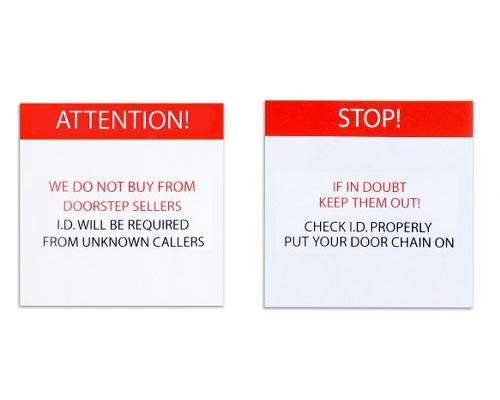 ATTENTION!
WE DO NOT BUY FROM
DOORSTEP SELLERS
I.D. WILL BE REQUIRED
FROM UNKNOWN CALLERS
STOP!
IF IN DOUBT
KEEP THEM OUT!
CHECK I.D. PROPERLY
PUT YOUR DOOR CHAIN ON